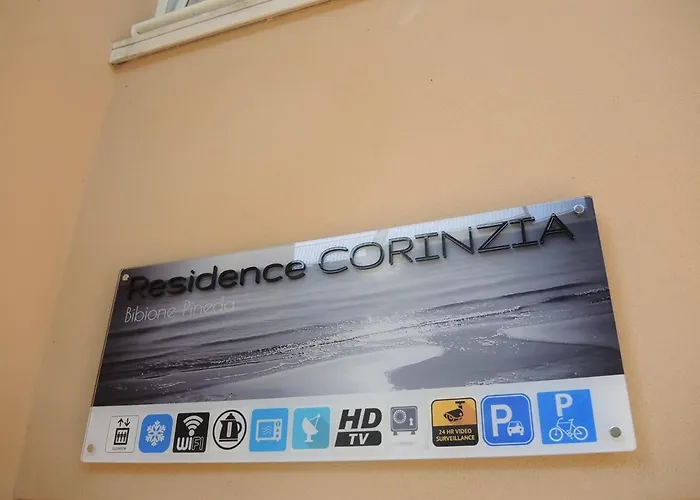 Residence CORINZIA
Bibione Pineda
WiFi
HD
TV
24 HR VIDEO
SURVEILLANCE
P
P